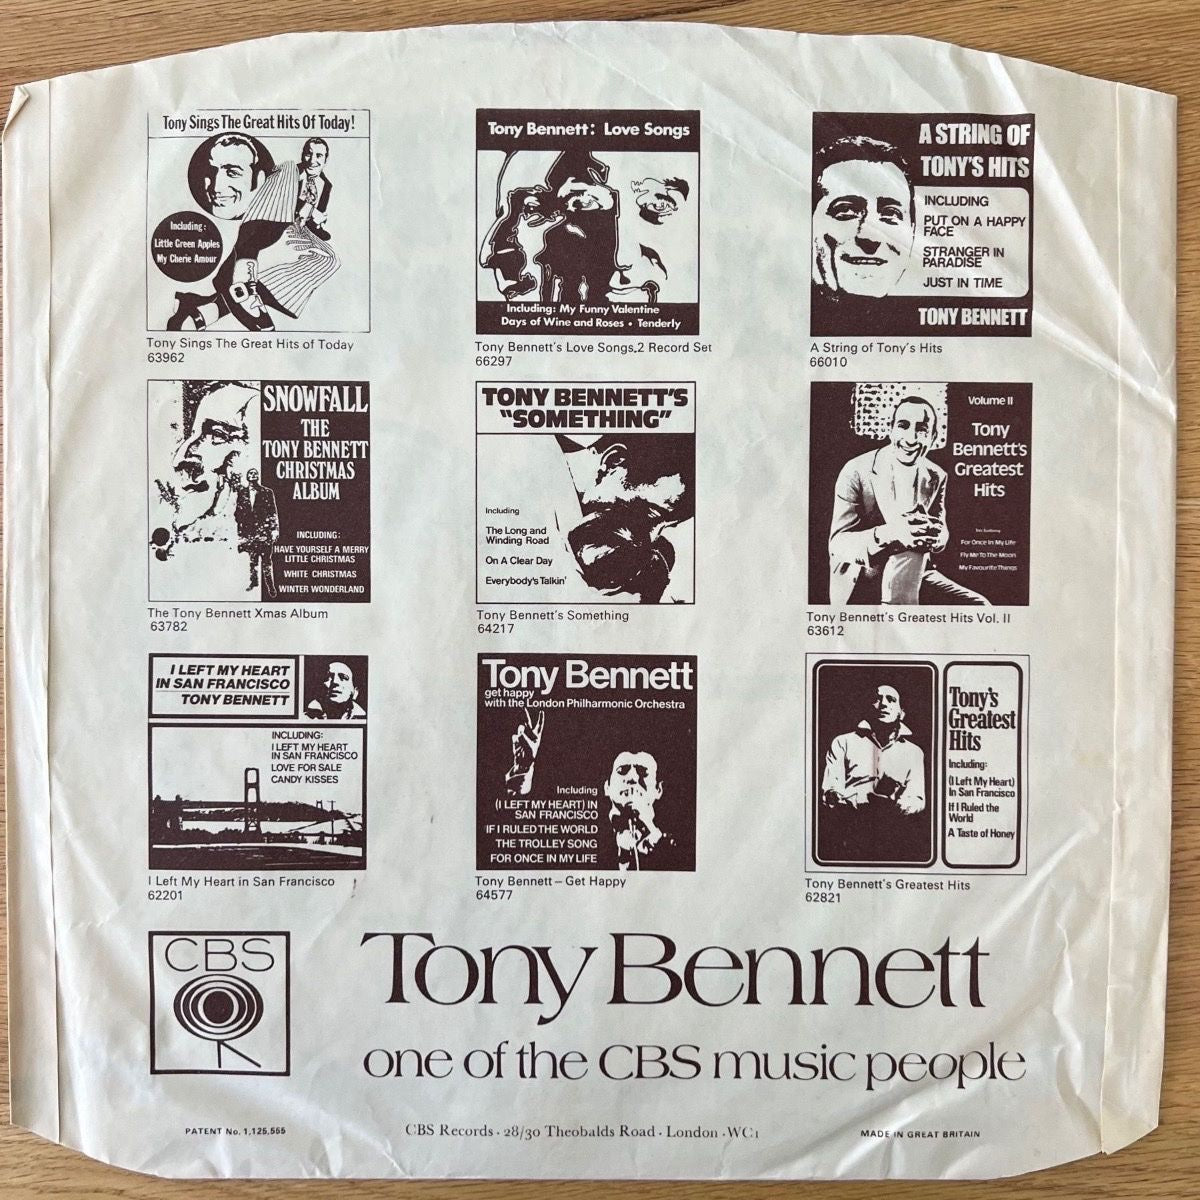 Tony Sings The Great Hits Of Today!
Including:
Little Green Apples
My Cherie Amour
Tony Sings The Great Hits of Today
63962
Tony Bennett: Love Songs
Including: My Funny Valentine
Days of Wine and Roses • Tenderly
Tony Bennett's Love Songs.2 Record Set
66297
A STRING OF
TONY'S HITS
INCLUDING
PUT ON A HAPPY
FACE
STRANGER IN
PARADISE
JUST IN TIME
TONY BENNETT
A String of Tony's Hits
66010
SNOWFALL
THE
TONY BENNETT
CHRISTMAS
ALBUM
INCLUDING:
HAVE YOURSELF A MERRY
LITTLE CHRISTMAS
WHITE CHRISTMAS
WINTER WONDERLAND
The Tony Bennett Xmas Album
63782
TONY BENNETT'S
"SOMETHING"
Including
The Long and
Winding Road
On A Clear Day
Everybody's Talkin'
Tony Bennett's Something
64217
Volume II
Tony
Bennett's
Greatest
Hits
For Once In My Life
Fly Me To The Moon
My Favourite Things
Tony Bennett's Greatest Hits Vol. II
63612
I LEFT MY HEART
IN SAN FRANCISCO
TONY BENNETT
INCLUDING:
I LEFT MY HEART
IN SAN FRANCISCO
LOVE FOR SALE
CANDY KISSES
I Left My Heart in San Francisco
62201
Tony Bennett
get happy
with the London Philharmonic Orchestra
Including
(I LEFT MY HEART) IN
SAN FRANCISCO
IF I RULED THE WORLD
THE TROLLEY SONG
FOR ONCE IN MY LIFE
Tony Bennett – Get Happy
64577
Tony's
Greatest
Hits
Including:
(I Left My Heart)
In San Francisco
If I Ruled the
World
A Taste of Honey
Tony Bennett's Greatest Hits
62821
CBS
Tony Bennett
one of the CBS music people
PATENT No. 1,125,555
CBS Records · 28/30 Theobalds Road · London · WC1
MADE IN GREAT BRITAIN